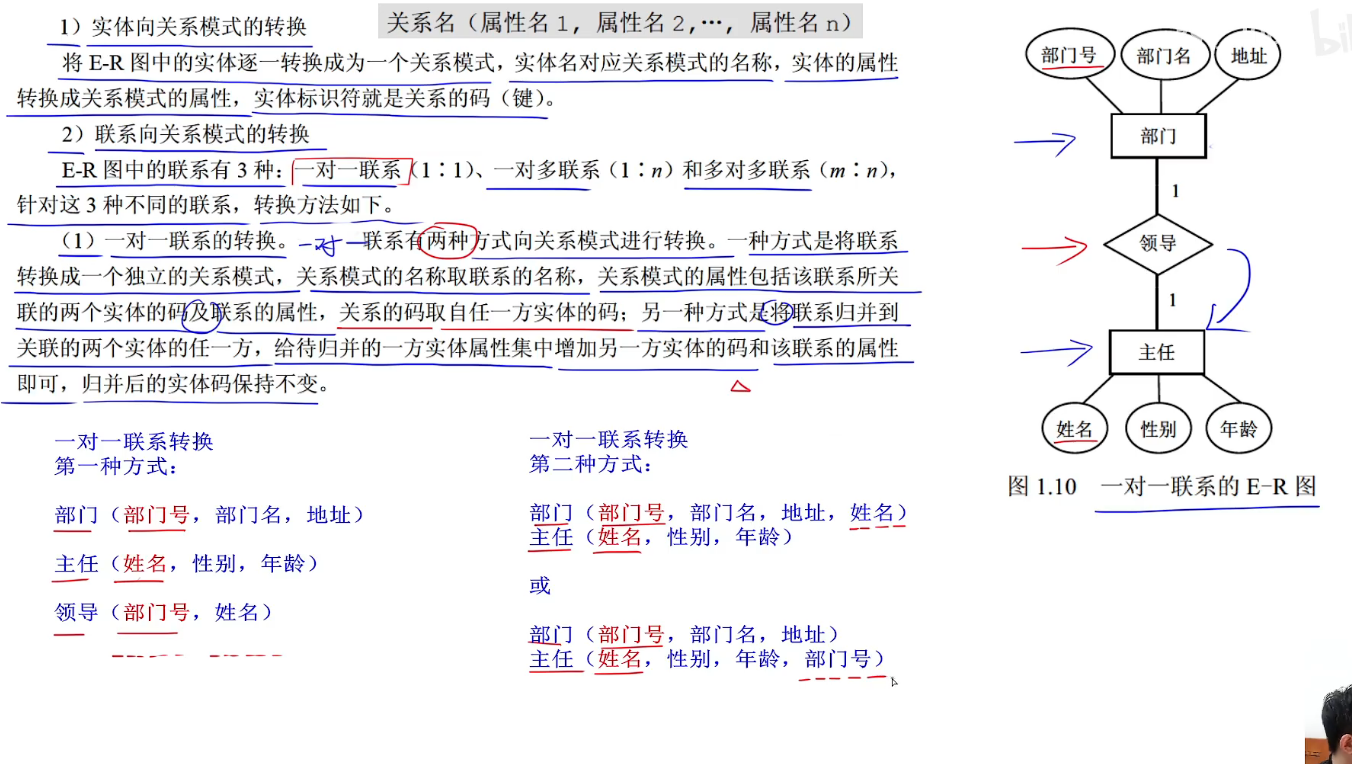 1）实体向关系模式的转换
关系名（属性名 1, 属性名 2,…, 属性名 n）
将 E-R 图中的实体逐一转换成为一个关系模式，实体名对应关系模式的名称，实体的属性
转换成关系模式的属性，实体标识符就是关系的码（键）。
2）联系向关系模式的转换
E-R 图中的联系有 3 种：一对一联系（1∶1）、一对多联系（1∶n）和多对多联系（m∶n），
针对这 3 种不同的联系，转换方法如下。
（1）一对一联系的转换。一对一联系有两种方式向关系模式进行转换。一种方式是将联系
转换成一个独立的关系模式，关系模式的名称取联系的名称，关系模式的属性包括该联系所关
联的两个实体的码及联系的属性，关系的码取自任一方实体的码；另一种方式是将联系归并到
关联的两个实体的任一方，给待归并的一方实体属性集中增加另一方实体的码和该联系的属性
即可，归并后的实体码保持不变。
一对一联系转换
第一种方式：
部门（部门号，部门名，地址）
主任（姓名，性别，年龄）
领导（部门号，姓名）
一对一联系转换
第二种方式：
部门（部门号，部门名，地址，姓名）
主任（姓名，性别，年龄）
或
部门（部门号，部门名，地址）
主任（姓名，性别，年龄，部门号）
部门号 部门名 地址
部门
1
领导
1
主任
姓名 性别 年龄
图 1.10 一对一联系的 E-R 图